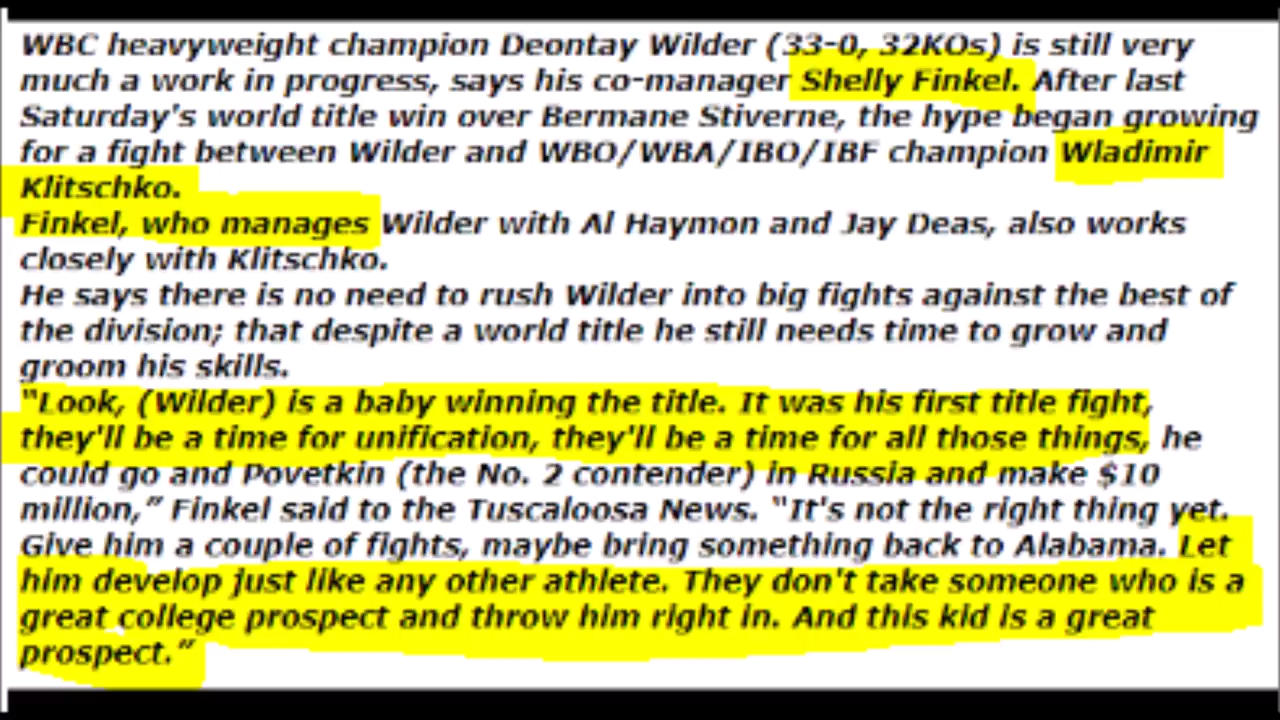 WBC heavyweight champion Deontay Wilder (33-0, 32KOs) is still very
much a work in progress, says his co-manager Shelly Finkel. After last
Saturday's world title win over Bermane Stiverne, the hype began growing
for a fight between Wilder and WBO/WBA/IBO/IBF champion Wladimir
Klitschko.
Finkel, who manages Wilder with Al Haymon and Jay Deas, also works
closely with Klitschko.
He says there is no need to rush Wilder into big fights against the best of
the division; that despite a world title he still needs time to grow and
groom his skills.
"Look, (Wilder) is a baby winning the title. It was his first title fight,
they'll be a time for unification, they'll be a time for all those things, he
could go and Povetkin (the No. 2 contender) in Russia and make $10
million,” Finkel said to the Tuscaloosa News. "It's not the right thing yet.
Give him a couple of fights, maybe bring something back to Alabama. Let
him develop just like any other athlete. They don't take someone who is a
great college prospect and throw him right in. And this kid is a great
prospect.”